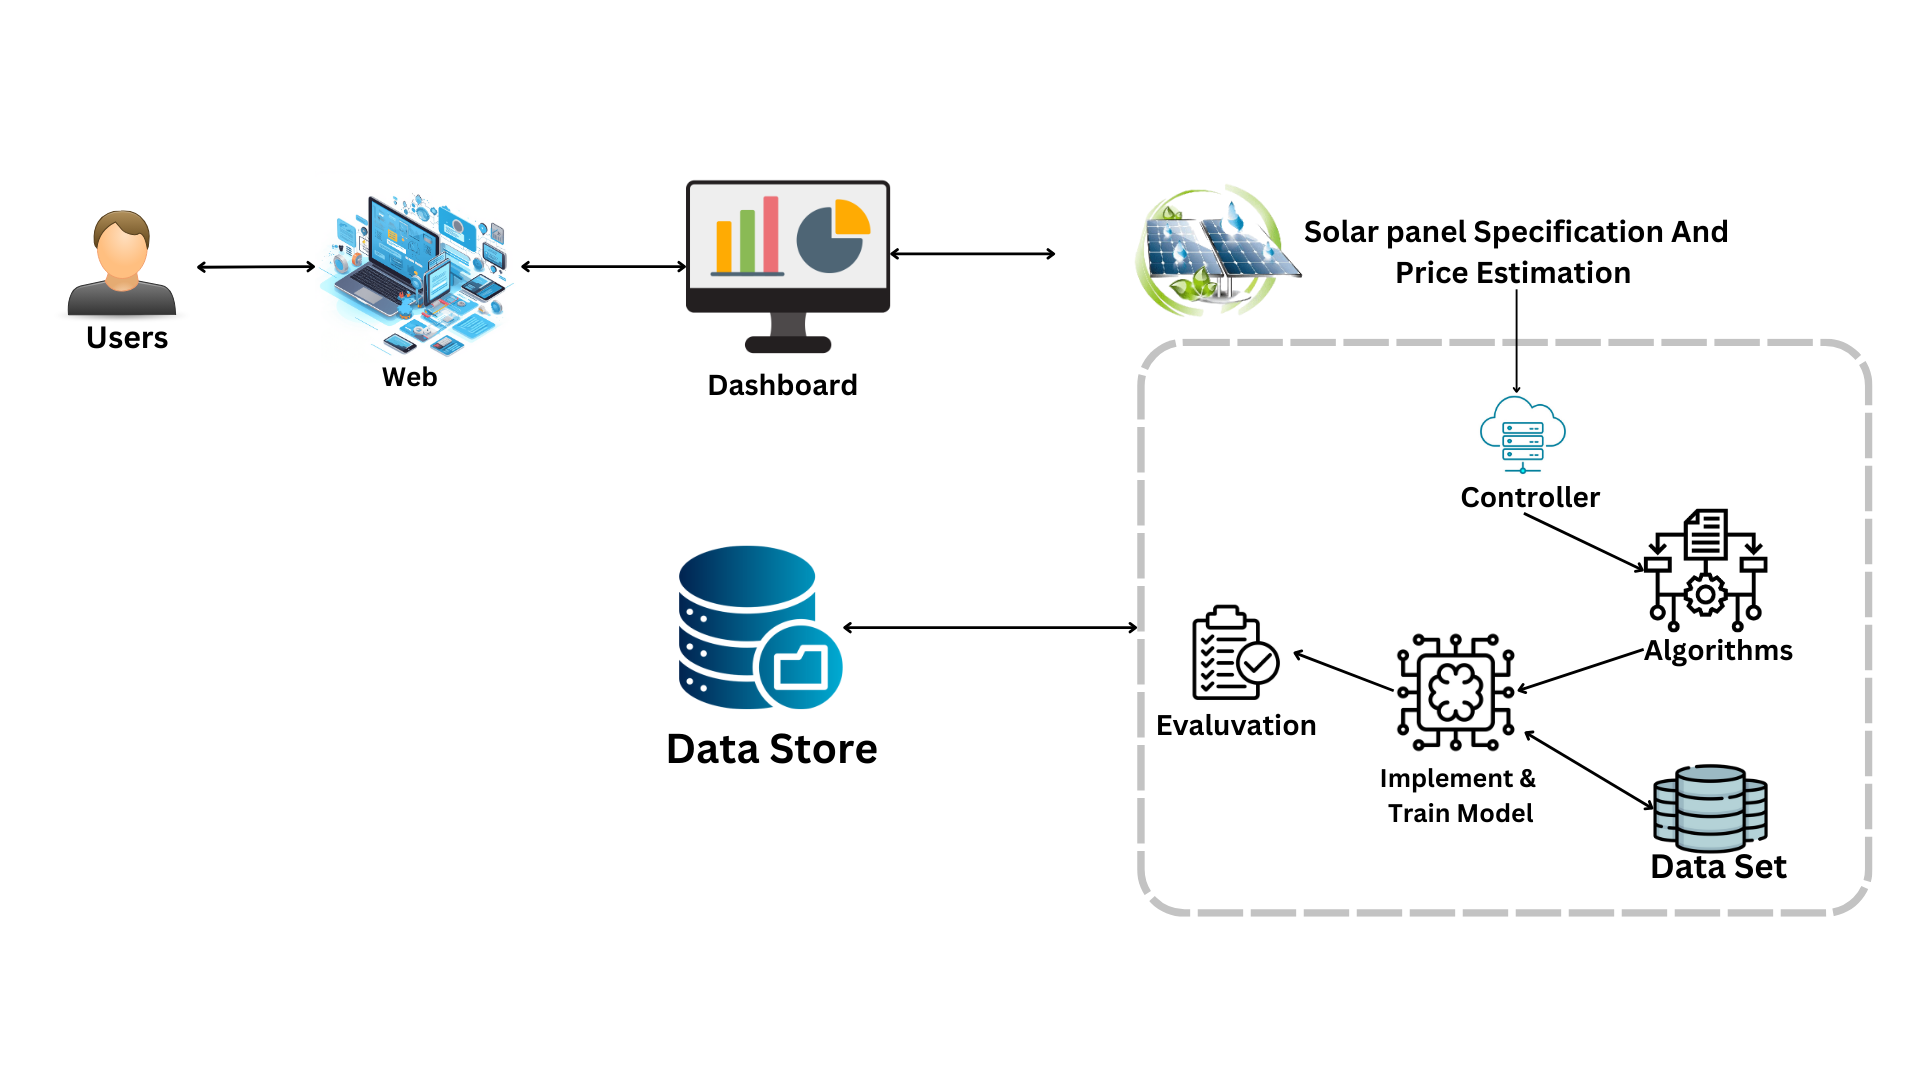 Solar panel Specification And
Price Estimation
Users
Web
Dashboard
Controller
Algorithms
Evaluvation
Data Store
Implement &
Train Model
Data Set